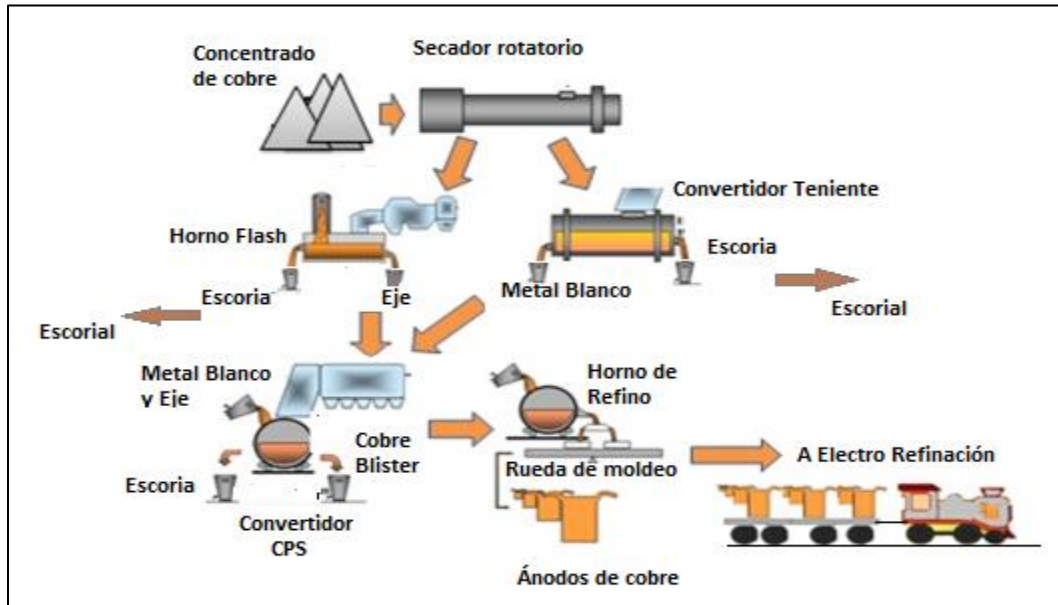 Concentrado
de cobre
Secador rotatorio
Convertidor Teniente
Horno Flash
Escoria
Escoria
Eje
Metal Blanco
Escorial
Escorial
Metal Blanco
y Eje
Horno de
Refino
Cobre
Blister
Rueda de moldeo
A Electro Refinación
Escoria
Convertidor
CPS
Ánodos de cobre